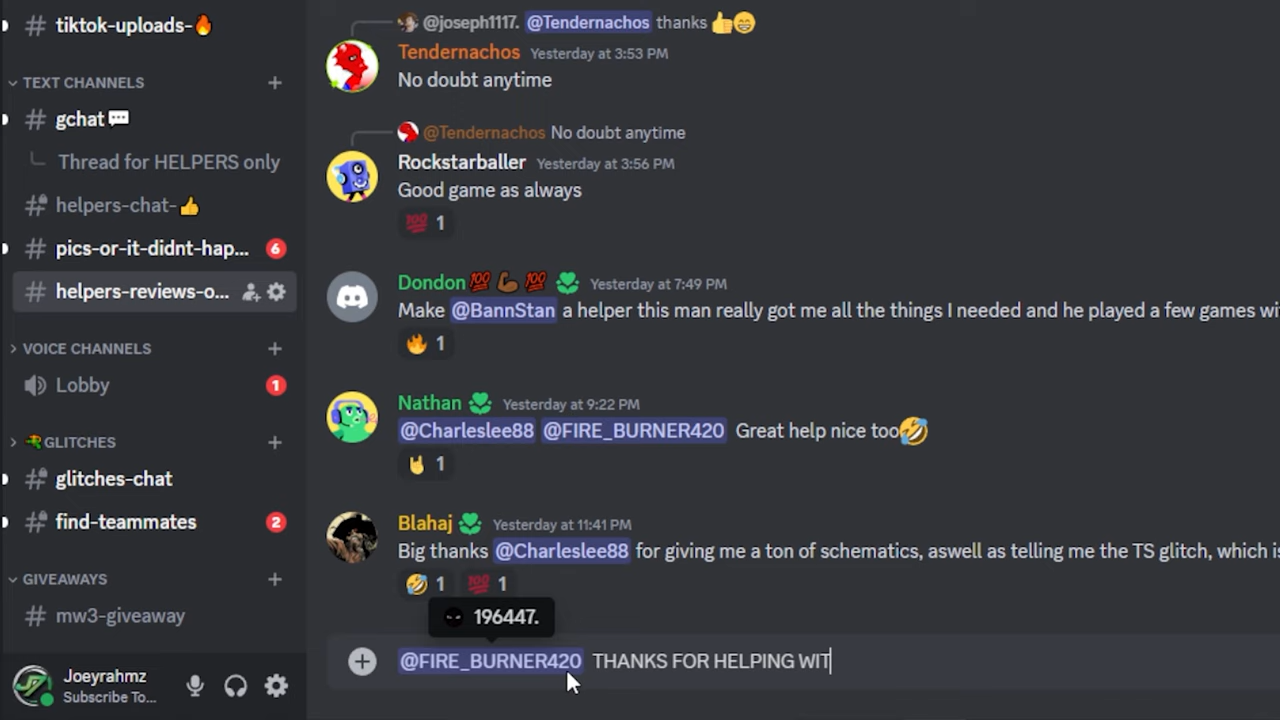 tiktok-uploads-🔥
TEXT CHANNELS
gchat 💬
Thread for HELPERS only
helpers-chat-👍
pics-or-it-didnt-hap... 6
helpers-reviews-o...
VOICE CHANNELS
Lobby 1
🔫GLITCHES
glitches-chat
find-teammates 2
GIVEAWAYS
mw3-giveaway
Joeyrahmz
Subscribe To...
@joseph1117. @Tendernachos thanks 👍😁
Tendernachos Yesterday at 3:53 PM
No doubt anytime
@Tendernachos No doubt anytime
Rockstarballer Yesterday at 3:56 PM
Good game as always
💯 1
Dondon💯 💪🏾 💯 Yesterday at 7:49 PM
Make @BannStan a helper this man really got me all the things I needed and he played a few games wi
🔥 1
Nathan Yesterday at 9:22 PM
@Charleslee88 @FIRE_BURNER420 Great help nice too🤣
🤘 1
Blahaj Yesterday at 11:41 PM
Big thanks @Charleslee88 for giving me a ton of schematics, aswell as telling me the TS glitch, which is
🤣 1 💯 1
196447.
@FIRE_BURNER420 THANKS FOR HELPING WIT